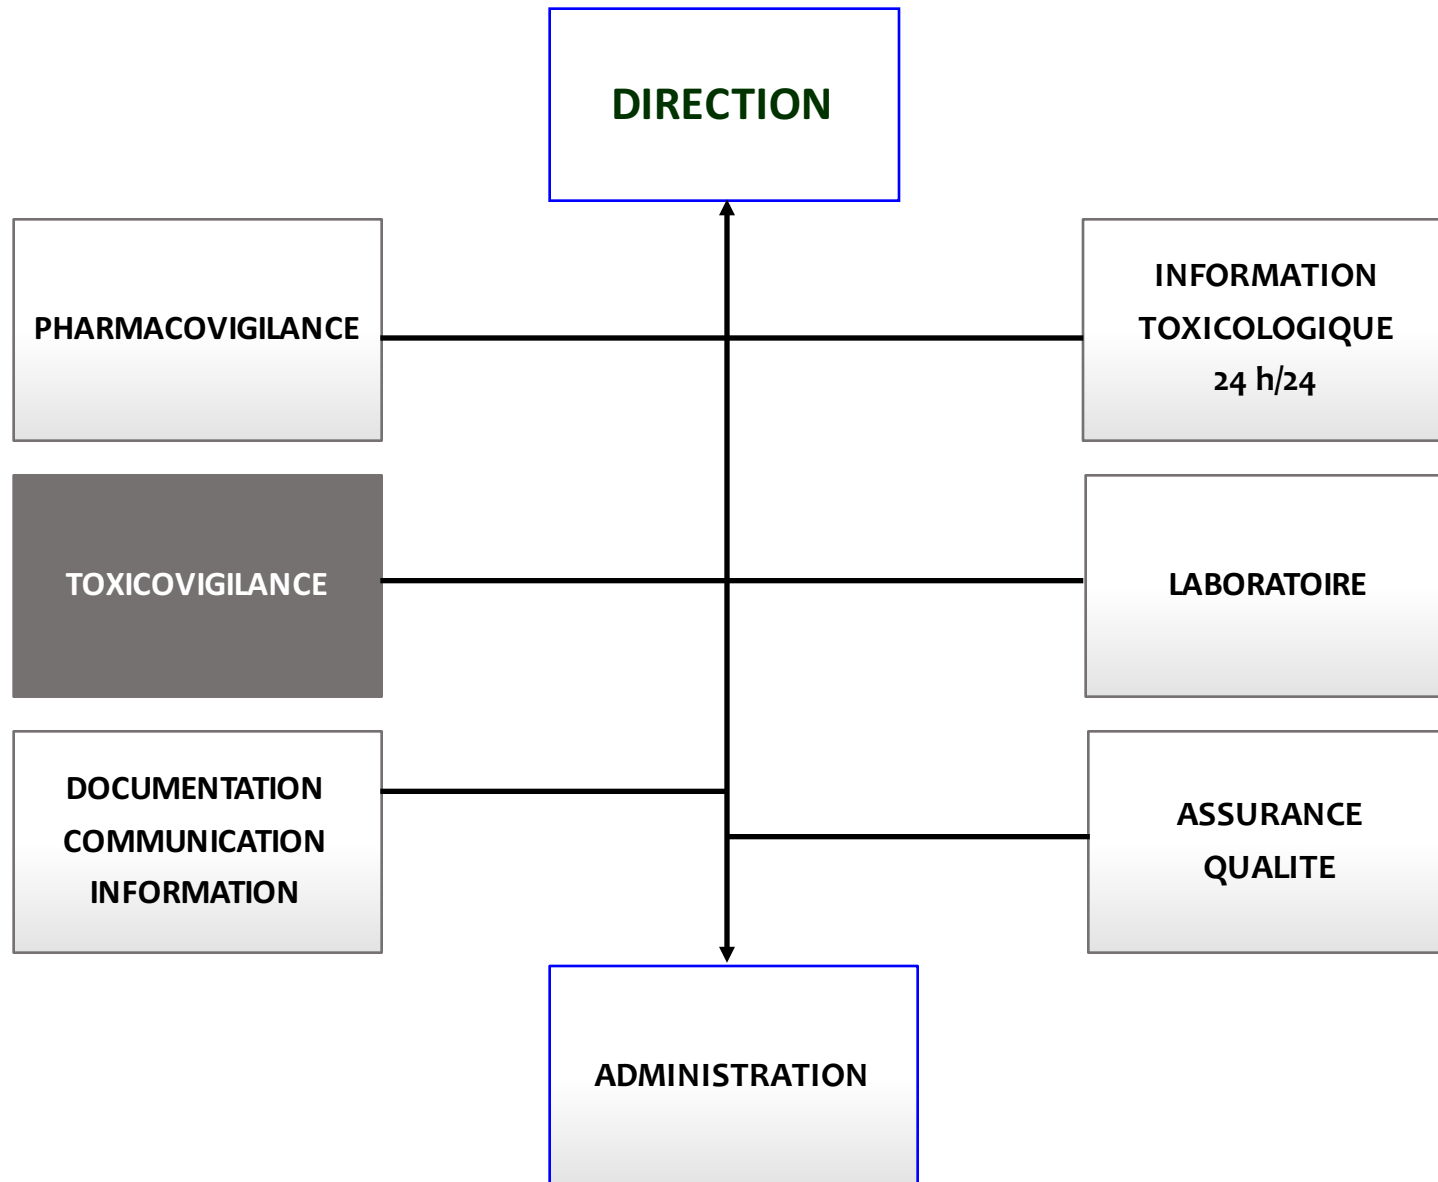 DIRECTION
PHARMACOVIGILANCE
INFORMATION
TOXICOLOGIQUE
24 h/24
TOXICOVIGILANCE
LABORATOIRE
DOCUMENTATION
COMMUNICATION
INFORMATION
ASSURANCE
QUALITE
ADMINISTRATION